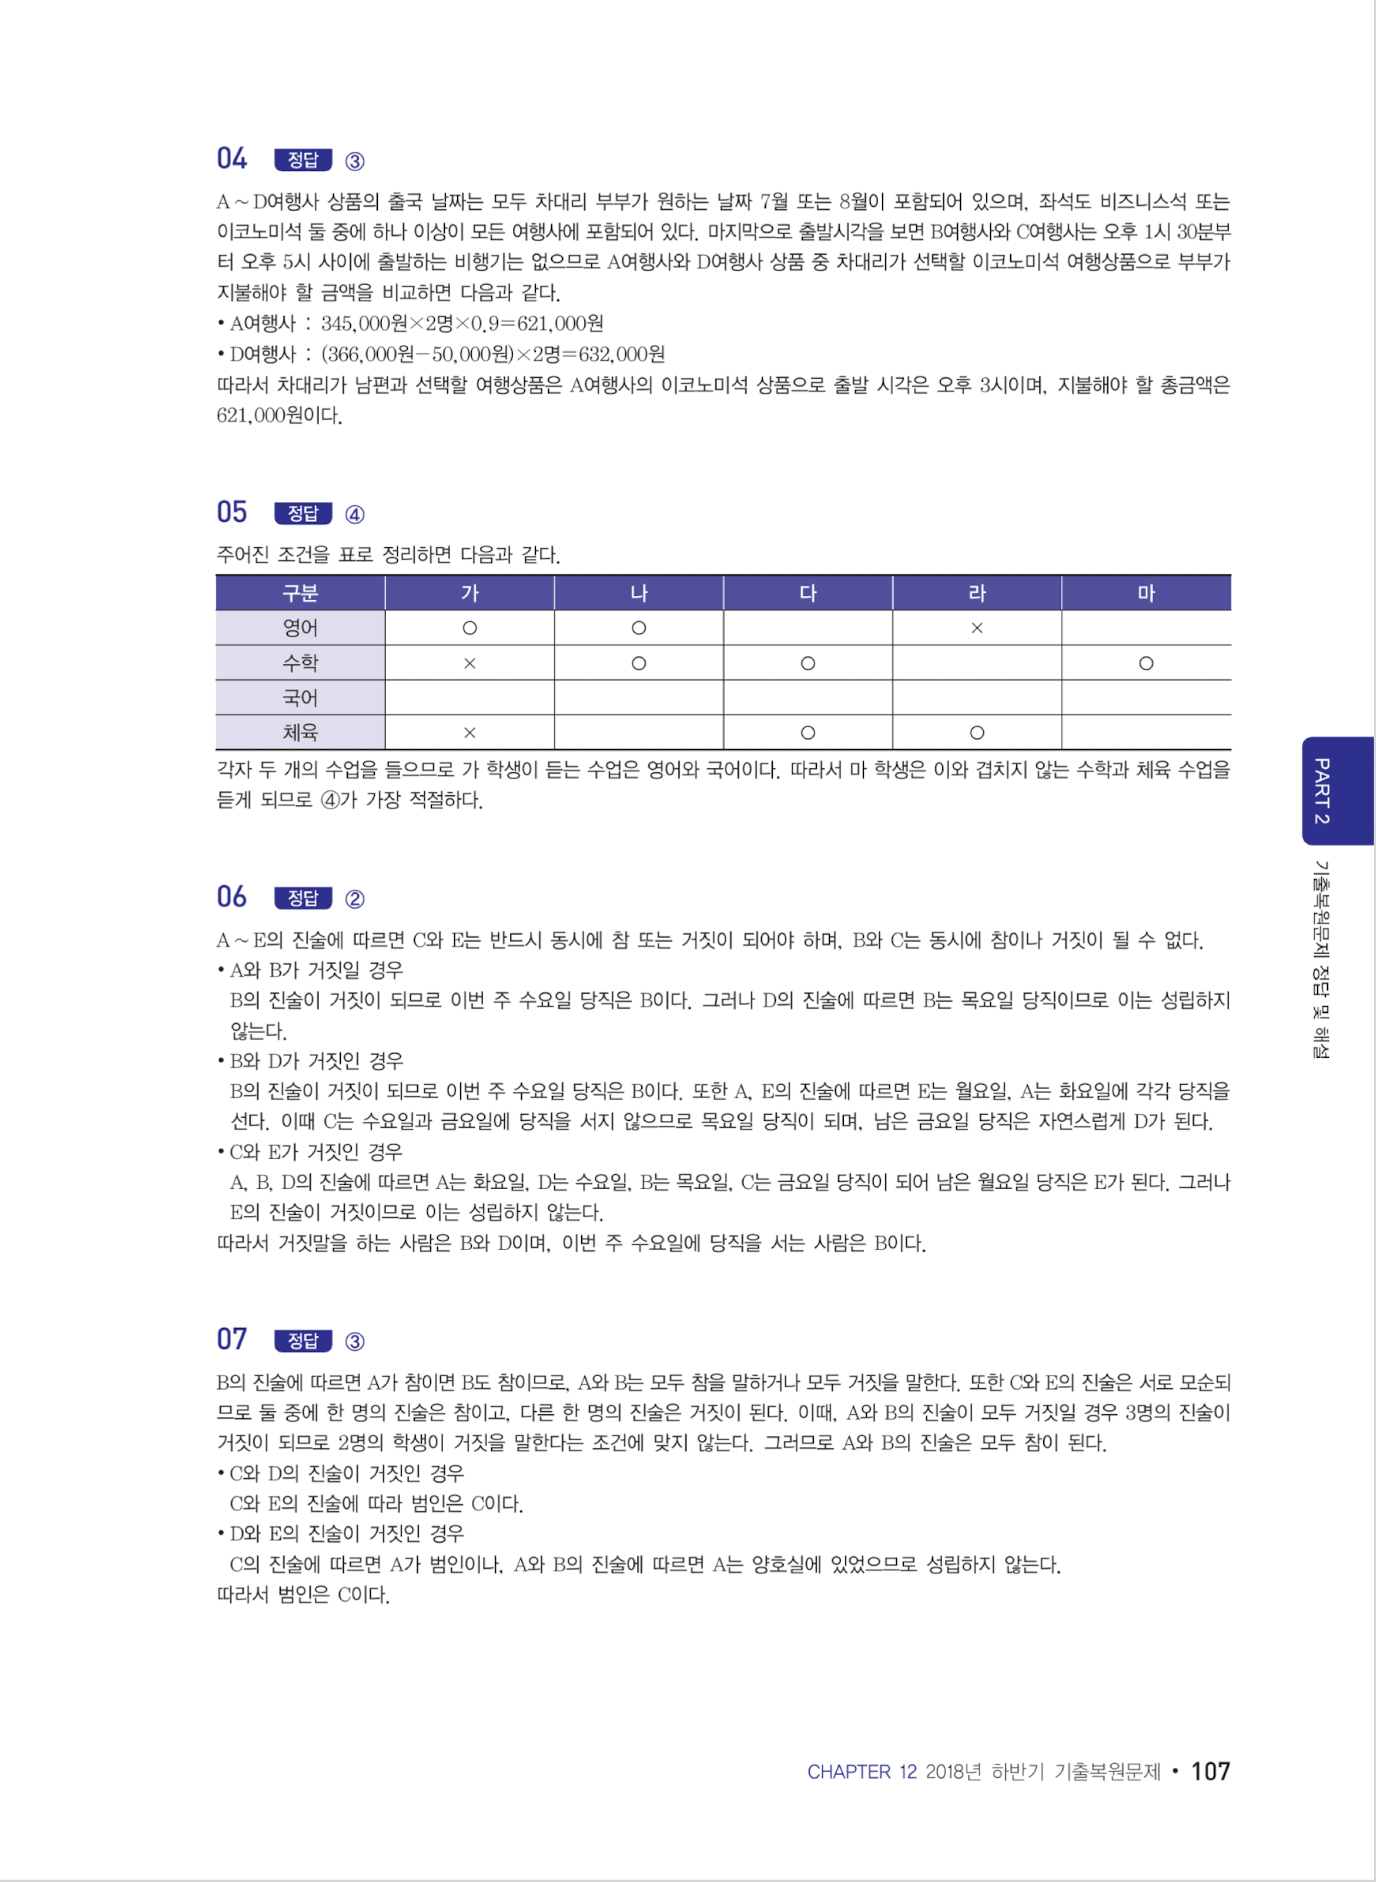 04 정답 ③
A～D여행사 상품의 출국 날짜는 모두 차대리 부부가 원하는 날짜 7월 또는 8월이 포함되어 있으며, 좌석도 비즈니스석 또는
이코노미석 둘 중에 하나 이상이 모든 여행사에 포함되어 있다. 마지막으로 출발시각을 보면 B여행사와 C여행사는 오후 1시 30분부
터 오후 5시 사이에 출발하는 비행기는 없으므로 A여행사와 D여행사 상품 중 차대리가 선택할 이코노미석 여행상품으로 부부가
지불해야 할 금액을 비교하면 다음과 같다.
• A여행사 : 345,000원×2명×0.9=621,000원
• D여행사 : (366,000원-50,000원)×2명=632,000원
따라서 차대리가 남편과 선택할 여행상품은 A여행사의 이코노미석 상품으로 출발 시각은 오후 3시이며, 지불해야 할 총금액은
621,000원이다.
05 정답 ④
주어진 조건을 표로 정리하면 다음과 같다.
구분 가 나 다 라 마
영어 ○ ○ ×
수학 × ○ ○ ○
국어
체육 × ○ ○
각자 두 개의 수업을 들으므로 가 학생이 듣는 수업은 영어와 국어이다. 따라서 마 학생은 이와 겹치지 않는 수학과 체육 수업을
듣게 되므로 ④가 가장 적절하다.
06 정답 ②
A～E의 진술에 따르면 C와 E는 반드시 동시에 참 또는 거짓이 되어야 하며, B와 C는 동시에 참이나 거짓이 될 수 없다.
• A와 B가 거짓일 경우
B의 진술이 거짓이 되므로 이번 주 수요일 당직은 B이다. 그러나 D의 진술에 따르면 B는 목요일 당직이므로 이는 성립하지
않는다.
• B와 D가 거짓인 경우
B의 진술이 거짓이 되므로 이번 주 수요일 당직은 B이다. 또한 A, E의 진술에 따르면 E는 월요일, A는 화요일에 각각 당직을
선다. 이때 C는 수요일과 금요일에 당직을 서지 않으므로 목요일 당직이 되며, 남은 금요일 당직은 자연스럽게 D가 된다.
• C와 E가 거짓인 경우
A, B, D의 진술에 따르면 A는 화요일, D는 수요일, B는 목요일, C는 금요일 당직이 되어 남은 월요일 당직은 E가 된다. 그러나
E의 진술이 거짓이므로 이는 성립하지 않는다.
따라서 거짓말을 하는 사람은 B와 D이며, 이번 주 수요일에 당직을 서는 사람은 B이다.
07 정답 ③
B의 진술에 따르면 A가 참이면 B도 참이므로, A와 B는 모두 참을 말하거나 모두 거짓을 말한다. 또한 C와 E의 진술은 서로 모순되
므로 둘 중에 한 명의 진술은 참이고, 다른 한 명의 진술은 거짓이 된다. 이때, A와 B의 진술이 모두 거짓일 경우 3명의 진술이
거짓이 되므로 2명의 학생이 거짓을 말한다는 조건에 맞지 않는다. 그러므로 A와 B의 진술은 모두 참이 된다.
• C와 D의 진술이 거짓인 경우
C와 E의 진술에 따라 범인은 C이다.
• D와 E의 진술이 거짓인 경우
C의 진술에 따르면 A가 범인이나, A와 B의 진술에 따르면 A는 양호실에 있었으므로 성립하지 않는다.
따라서 범인은 C이다.
PART 2
기출복원문제 정답 및 해설
CHAPTER 12 2018년 하반기 기출복원문제 • 107